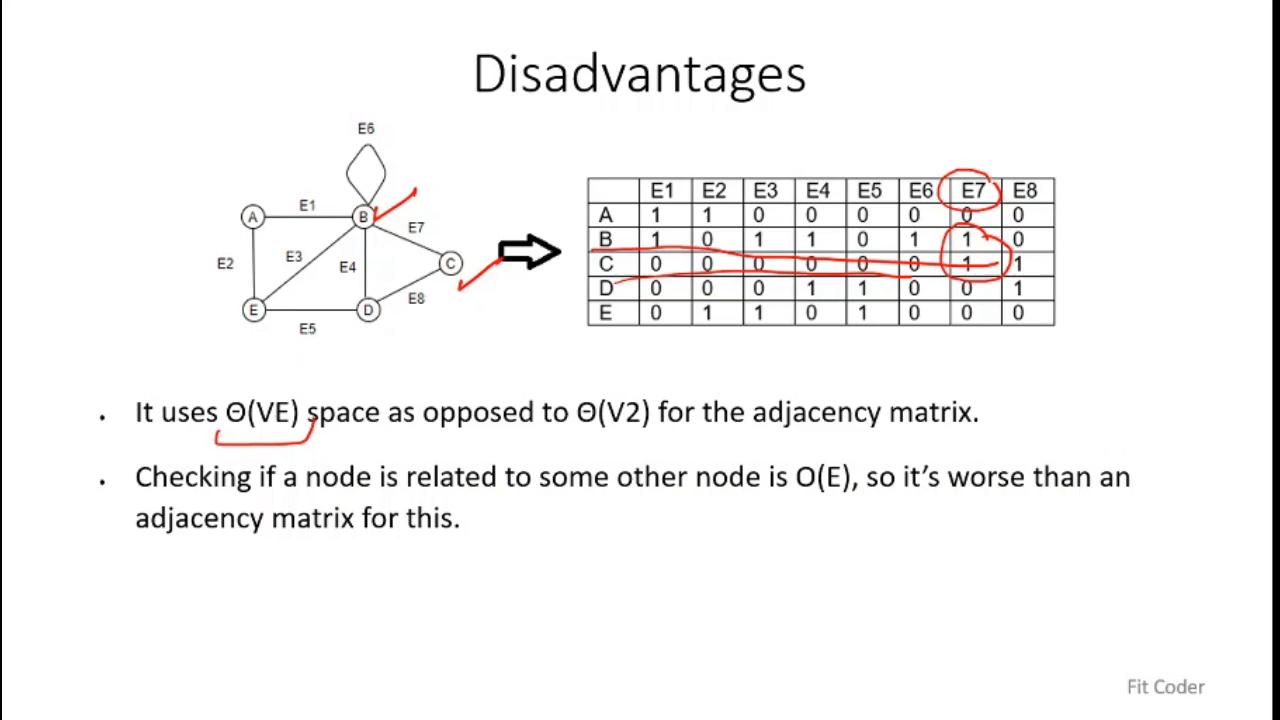 Disadvantages
E6
E1
A
B
E7
E2
E3
E4
C
E8
E
D
E5
E1 E2 E3 E4 E5 E6 E7 E8
A 1 1 0 0 0 0 0 0
B 1 0 1 1 0 1 1 0
C 0 0 0 0 0 0 1 1
D 0 0 0 1 1 0 0 1
E 0 1 1 0 1 0 0 0
• It uses Θ(VE) space as opposed to Θ(V2) for the adjacency matrix.
• Checking if a node is related to some other node is O(E), so it’s worse than an
adjacency matrix for this.
Fit Coder